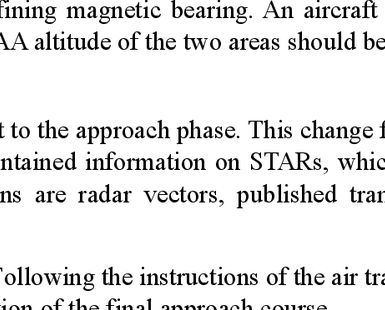 fining magnetic bearing. An aircraft
AA altitude of the two areas should be
t to the approach phase. This change f
ntained information on STARs, whic
ns are radar vectors, published tran
Following the instructions of the air tra
tion of the final approach course.